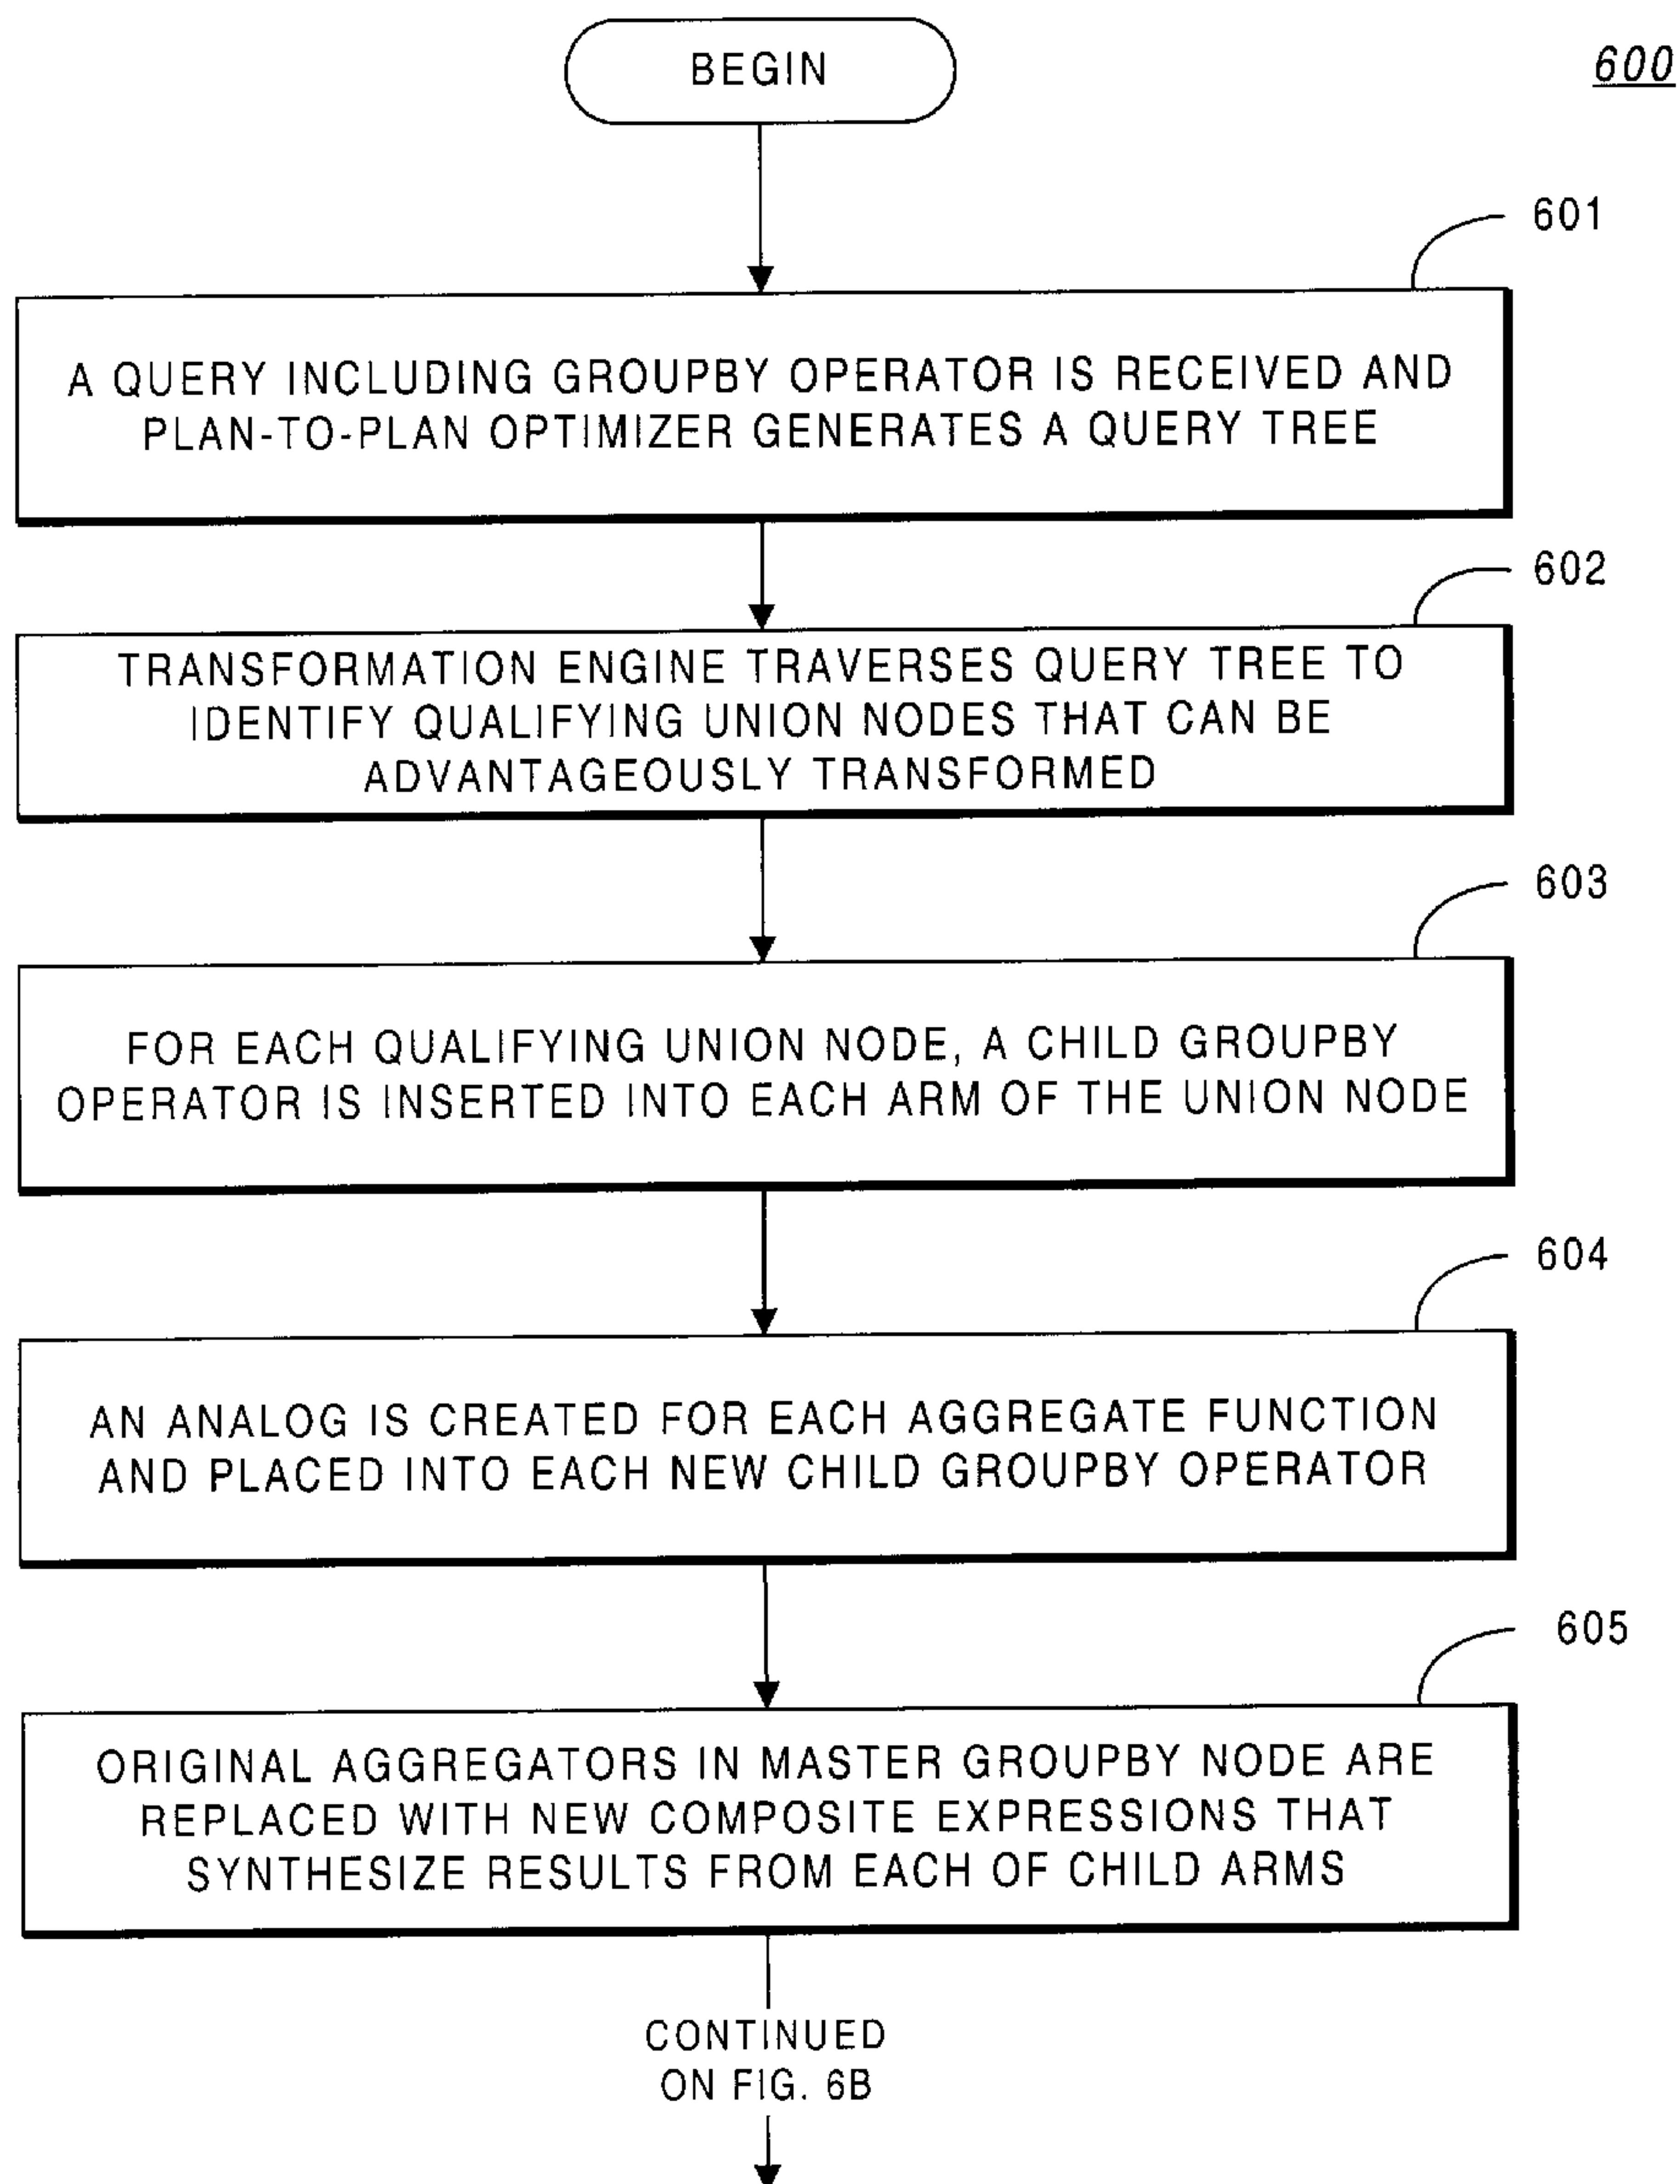 BEGIN
600
601
A QUERY INCLUDING GROUPBY OPERATOR IS RECEIVED AND
PLAN-TO-PLAN OPTIMIZER GENERATES A QUERY TREE
602
TRANSFORMATION ENGINE TRAVERSES QUERY TREE TO
IDENTIFY QUALIFYING UNION NODES THAT CAN BE
ADVANTAGEOUSLY TRANSFORMED
603
FOR EACH QUALIFYING UNION NODE, A CHILD GROUPBY
OPERATOR IS INSERTED INTO EACH ARM OF THE UNION NODE
604
AN ANALOG IS CREATED FOR EACH AGGREGATE FUNCTION
AND PLACED INTO EACH NEW CHILD GROUPBY OPERATOR
605
ORIGINAL AGGREGATORS IN MASTER GROUPBY NODE ARE
REPLACED WITH NEW COMPOSITE EXPRESSIONS THAT
SYNTHESIZE RESULTS FROM EACH OF CHILD ARMS
CONTINUED
ON FIG. 6B